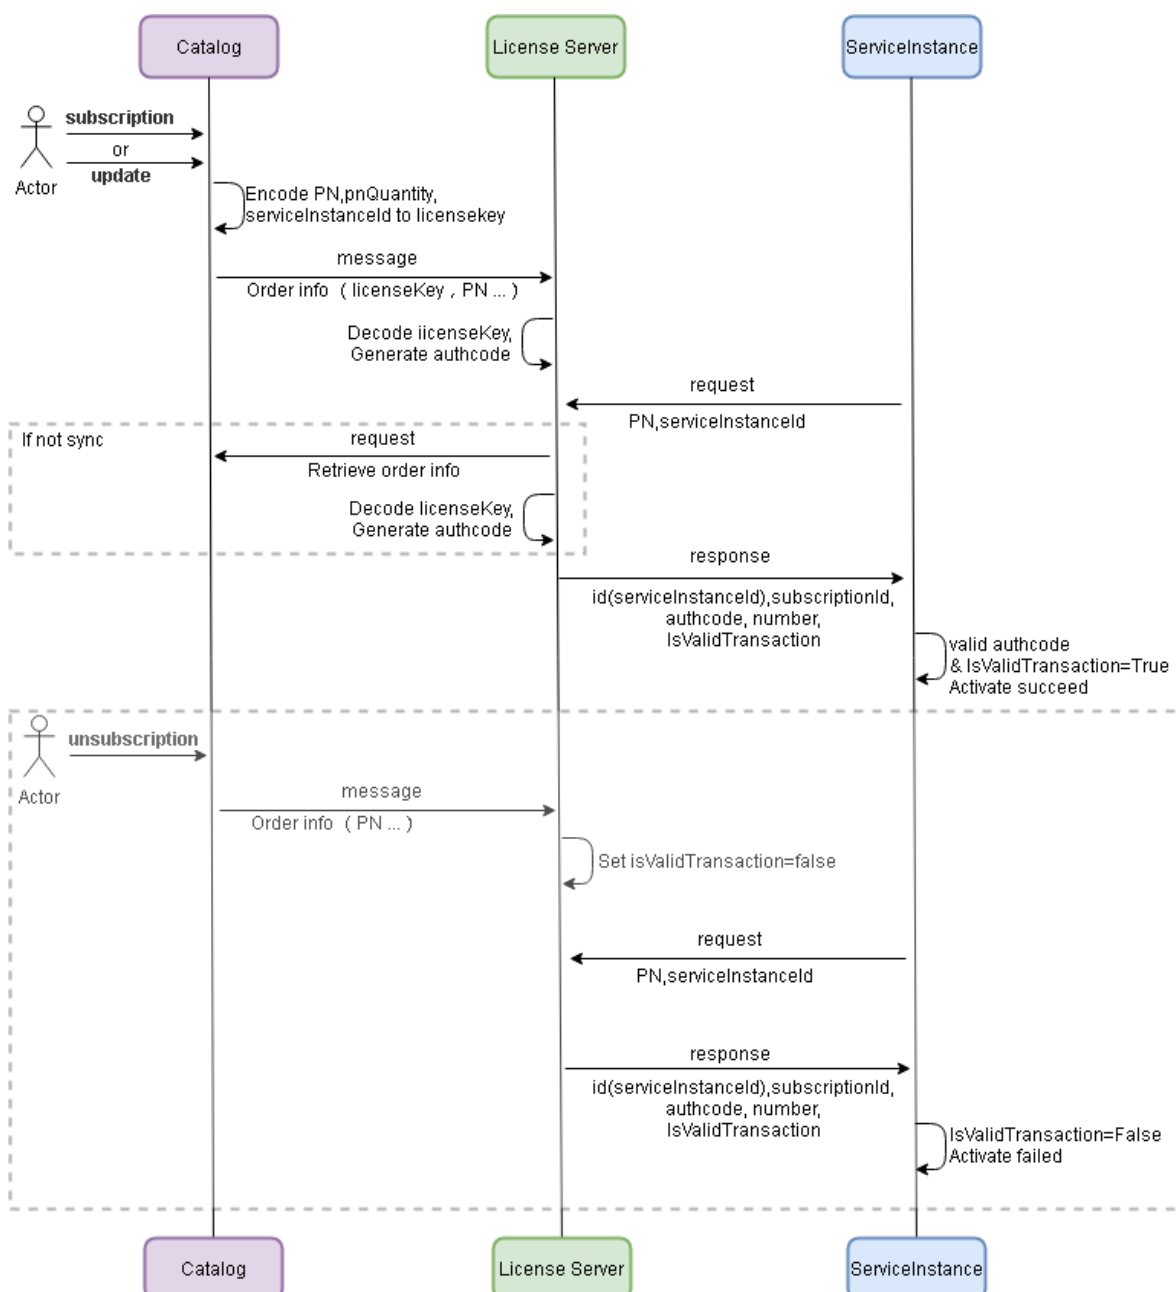 Catalog
License Server
ServiceInstance
subscription
or
update
Actor
Encode PN,pnQuantity,
serviceInstanceId to licensekey
message
Order info ( licenseKey , PN ... )
Decode licenseKey,
Generate authcode
request
PN,serviceInstanceId
If not sync
request
Retrieve order info
Decode licenseKey,
Generate authcode
response
id(serviceInstanceId),subscriptionId,
authcode, number,
IsValidTransaction
valid authcode
& IsValidTransaction=True
Activate succeed
unsubscription
Actor
message
Order info ( PN ... )
Set isValidTransaction=false
request
PN,serviceInstanceId
response
id(serviceInstanceId),subscriptionId,
authcode, number,
IsValidTransaction
IsValidTransaction=False
Activate failed
Catalog
License Server
ServiceInstance